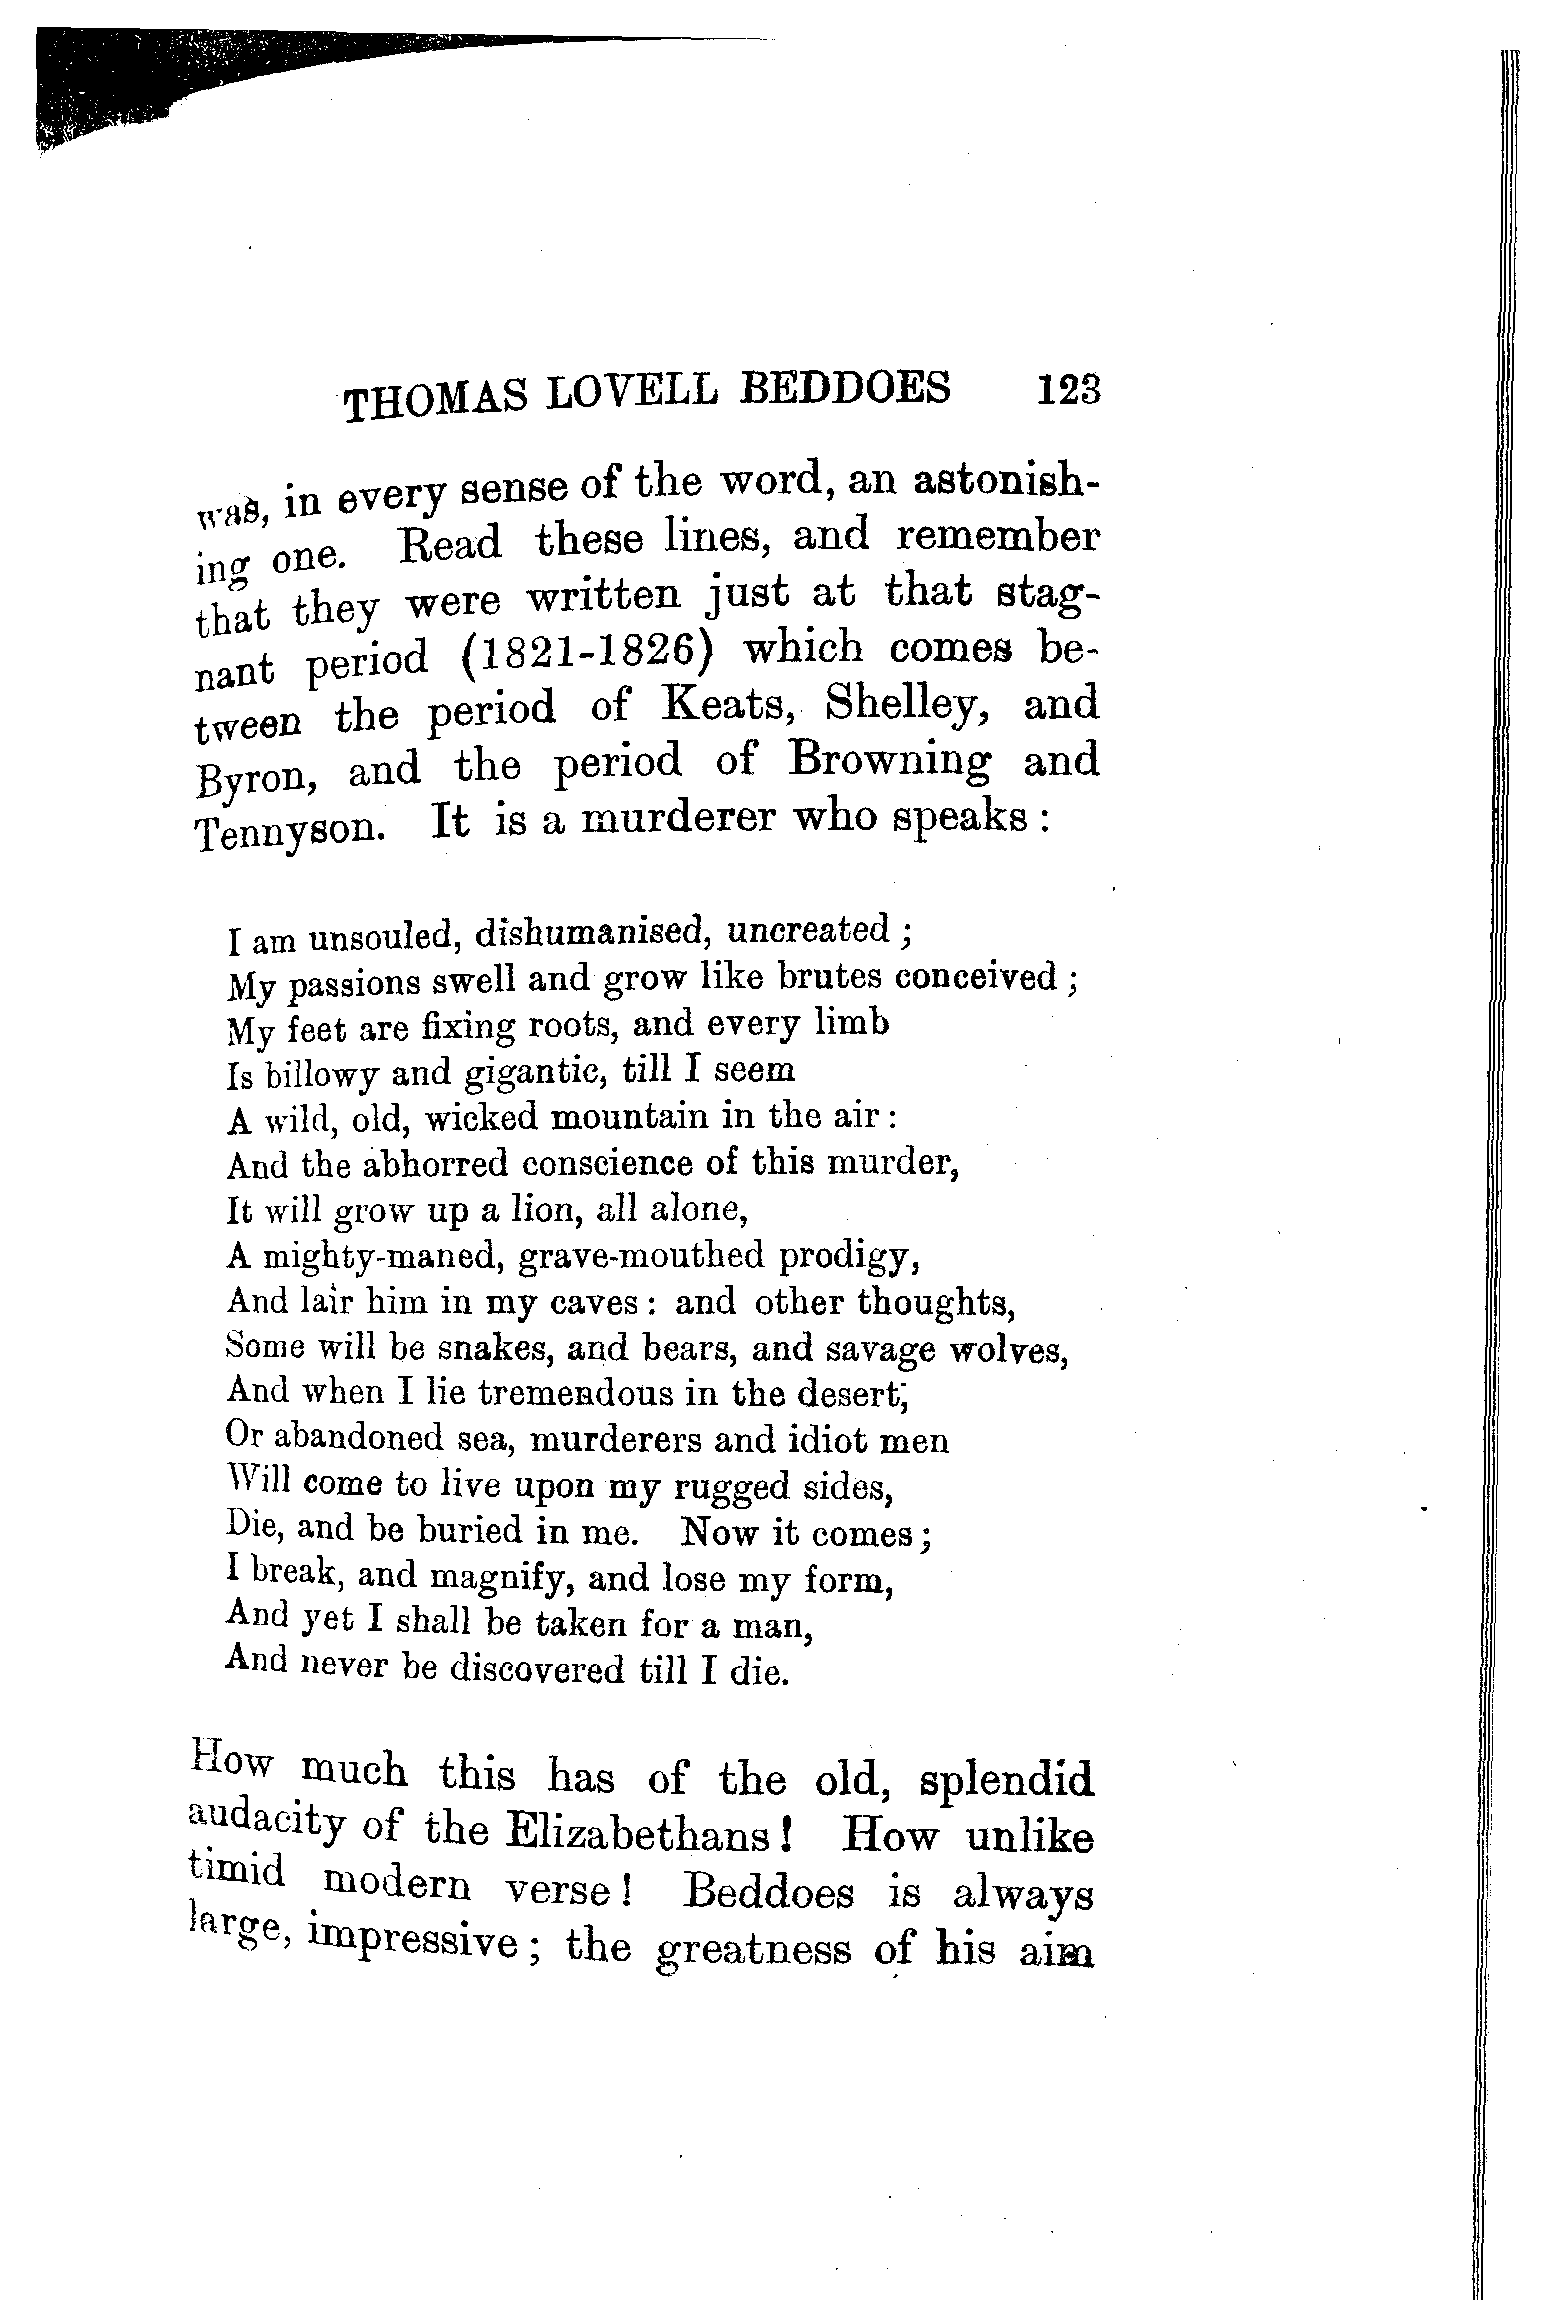 THOMAS LOVELL BEDDOES 123
was, in every sense of the word, an astonish-
ing one. Read these lines, and remember
that they were written just at that stag-
nant period (1821-1826) which comes be-
tween the period of Keats, Shelley, and
Byron, and the period of Browning and
Tennyson. It is a murderer who speaks :
I am unsouled, dishumanised, uncreated ;
My passions swell and grow like brutes conceived ;
My feet are fixing roots, and every limb
Is billowy and gigantic, till I seem
A wild, old, wicked mountain in the air :
And the abhorred conscience of this murder,
It will grow up a lion, all alone,
A mighty-maned, grave-mouthed prodigy,
And lair him in my caves : and other thoughts,
Some will be snakes, and bears, and savage wolves,
And when I lie tremendous in the desert,
Or abandoned sea, murderers and idiot men
Will come to live upon my rugged sides,
Die, and be buried in me. Now it comes ;
I break, and magnify, and lose my form,
And yet I shall be taken for a man,
And never be discovered till I die.
How much this has of the old, splendid
audacity of the Elizabethans ! How unlike
timid modern verse ! Beddoes is always
large, impressive ; the greatness of his aim